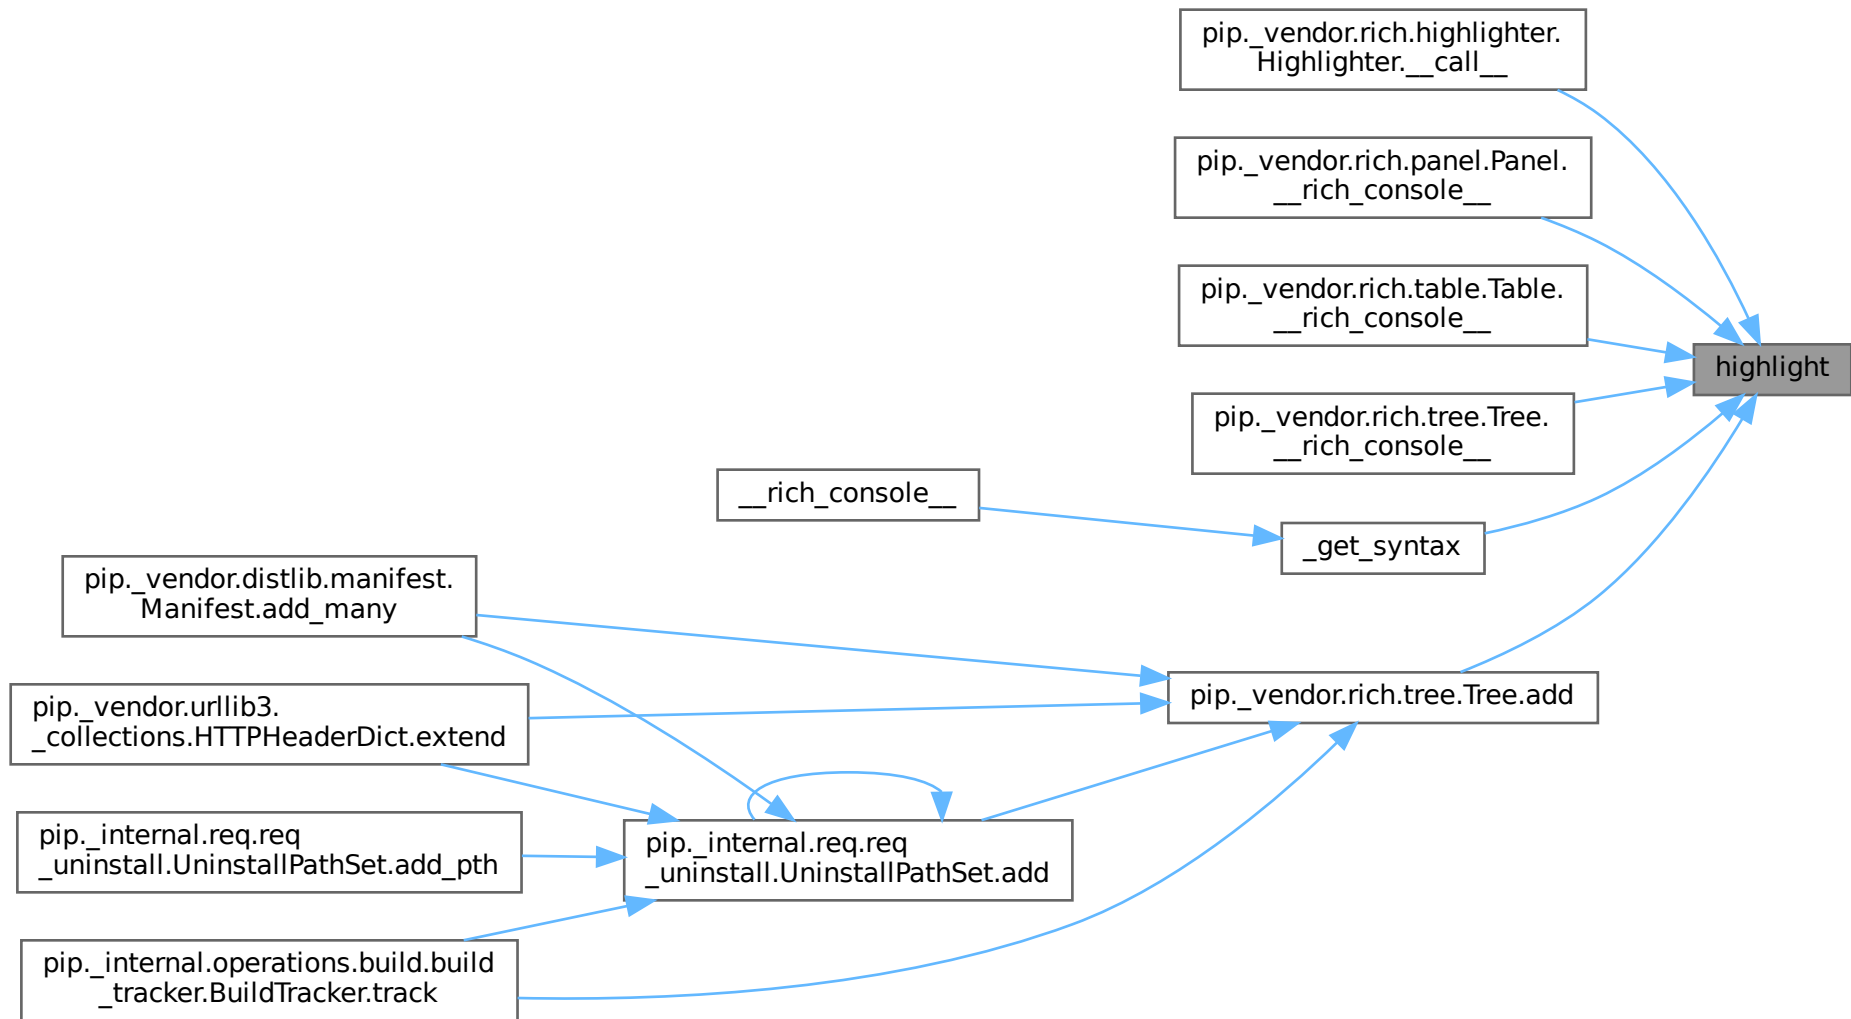 pip._vendor.rich.highlighter.
Highlighter.__call__
pip._vendor.rich.panel.Panel.
__rich_console__
pip._vendor.rich.table.Table.
__rich_console__
highlight
pip._vendor.rich.tree.Tree.
__rich_console__
__rich_console__
_get_syntax
pip._vendor.distlib.manifest.
Manifest.add_many
pip._vendor.rich.tree.Tree.add
pip._vendor.urllib3.
_collections.HTTPHeaderDict.extend
pip._internal.req.req
_uninstall.UninstallPathSet.add_pth
pip._internal.req.req
_uninstall.UninstallPathSet.add
pip._internal.operations.build.build
_tracker.BuildTracker.track